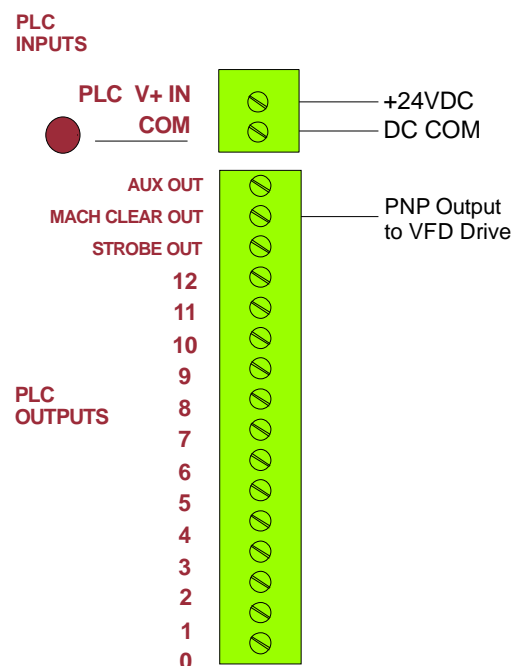 PLC
INPUTS
PLC V+ IN
+24VDC
COM
DC COM
AUX OUT
MACH CLEAR OUT
PNP Output
to VFD Drive
STROBE OUT
12
11
10
9
PLC
OUTPUTS
8
7
6
5
4
3
2
1
0